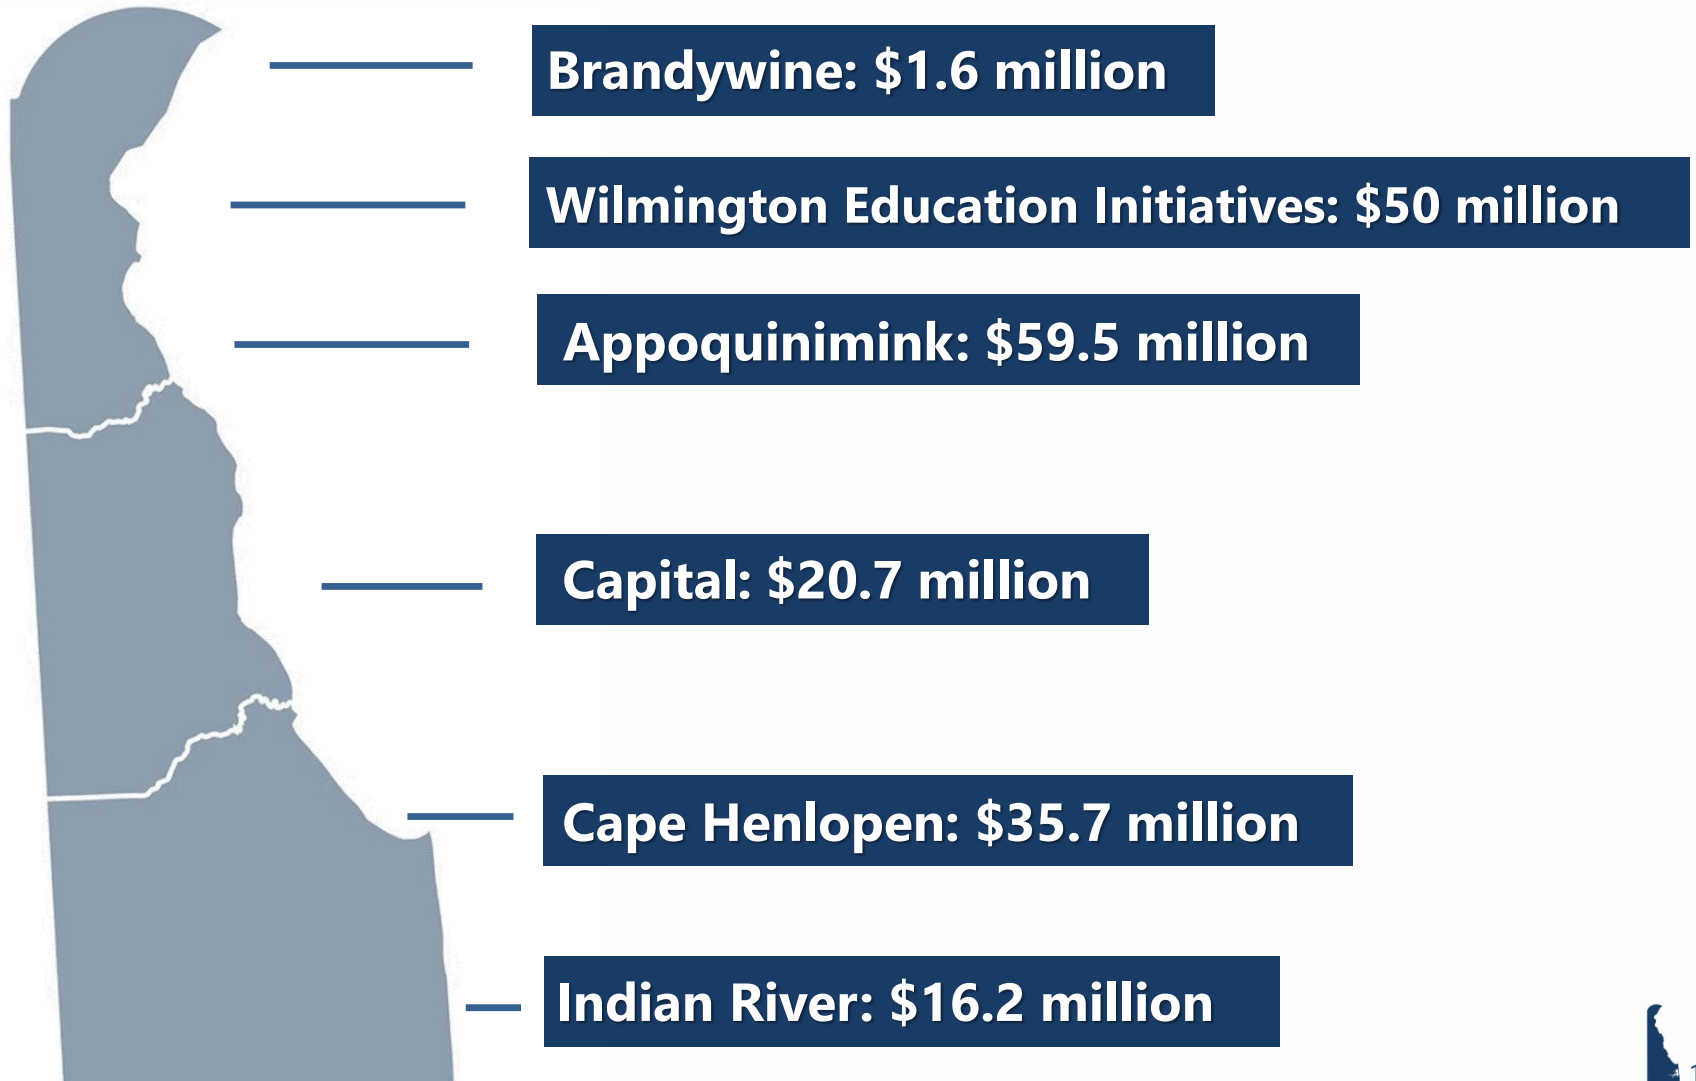 Brandywine: $1.6 million
Wilmington Education Initiatives: $50 million
Appoquinimink: $59.5 million
Capital: $20.7 million
Cape Henlopen: $35.7 million
Indian River: $16.2 million